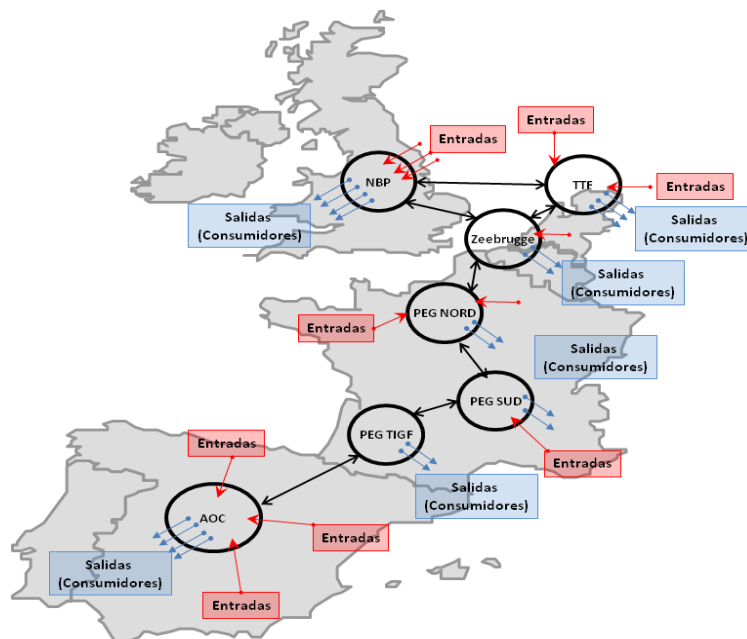 Entradas
Entradas
NBP
TTF
Entradas
Salidas
(Consumidores)
Salidas
(Consumidores)
Zeebrugge
Salidas
(Consumidores)
PEG NORD
Entradas
Salidas
(Consumidores)
PEG SUD
PEG TIGF
Entradas
Entradas
Salidas
(Consumidores)
AOC
Entradas
Salidas
(Consumidores)
Entradas